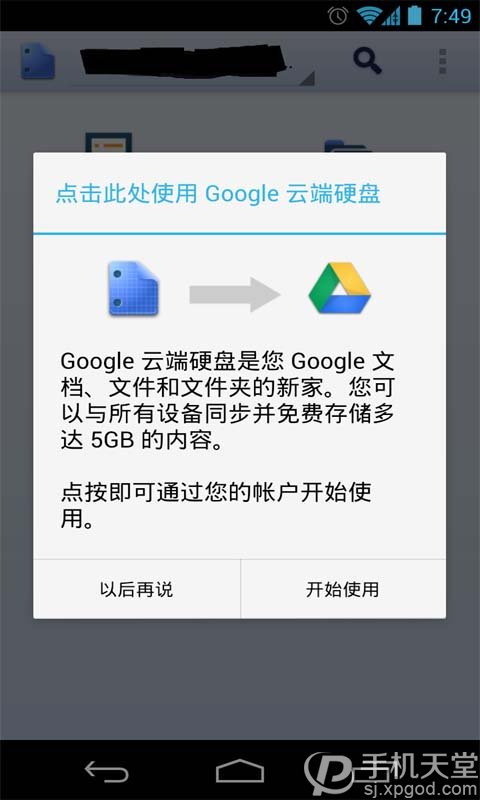 7:49
点击此处使用 Google 云端硬盘
Google 云端硬盘是您 Google 文
档、文件和文件夹的新家。您可
以与所有设备同步并免费存储多
达 5GB 的内容。
点按即可通过您的帐户开始使
用。
以后再说
开始使用
手机天堂
sj.xpgod.com